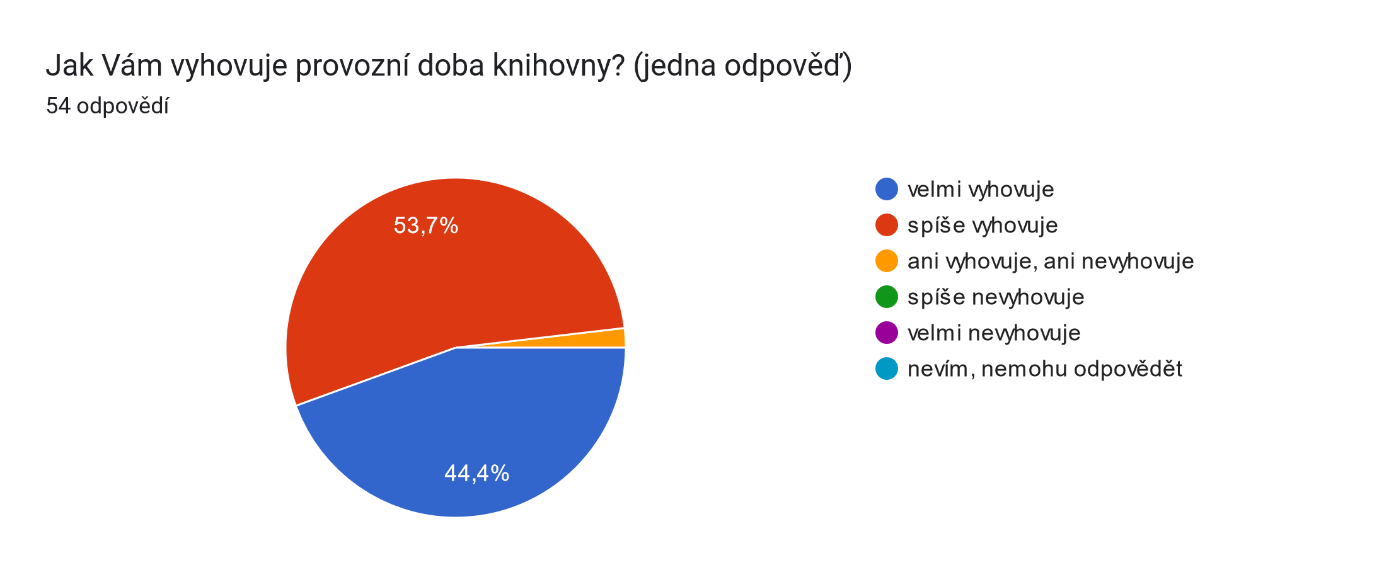 Jak Vám vyhovuje provozní doba knihovny? (jedna odpověď)
54 odpovědí
53,7%
44,4%
velmi vyhovuje
spíše vyhovuje
ani vyhovuje, ani nevyhovuje
spíše nevyhovuje
velmi nevyhovuje
nevím, nemohu odpovědět